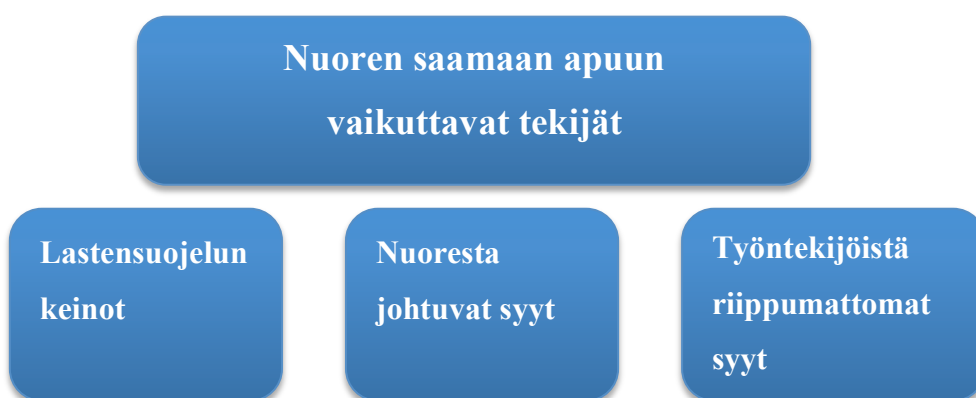 Nuoren saamaan apuun
vaikuttavat tekijät
Lastensuojelun
keinot
Nuoresta
johtuvat syyt
Työntekijöistä
riippumattomat
syyt